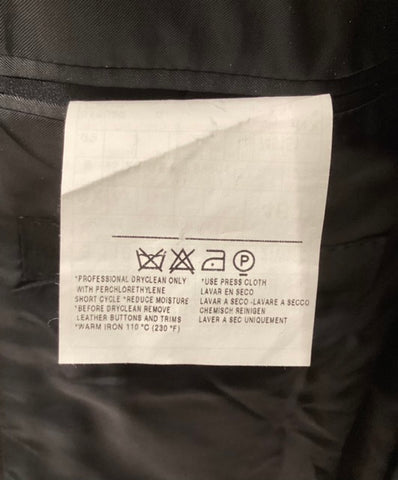 P
*PROFESSIONAL DRYCLEAN ONLY
WITH PERCHLORETHYLENE
SHORT CYCLE *REDUCE MOISTURE
*BEFORE DRYCLEAN REMOVE
LEATHER BUTTONS AND TRIMS
*WARM IRON 110 °C (230 °F)
*USE PRESS CLOTH
LAVAR EN SECO
LAVAR A SECO -LAVARE A SECCO
CHEMISCH REINIGEN
LAVER A SEC UNIQUEMENT